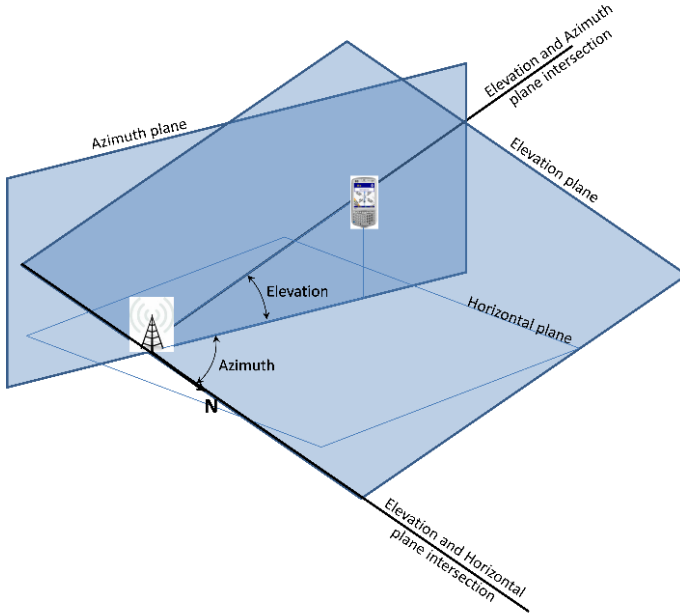 Elevation and Azimuth
plane intersection
Azimuth plane
Elevation plane
Elevation
Horizontal plane
Azimuth
N
Elevation and Horizontal
plane intersection